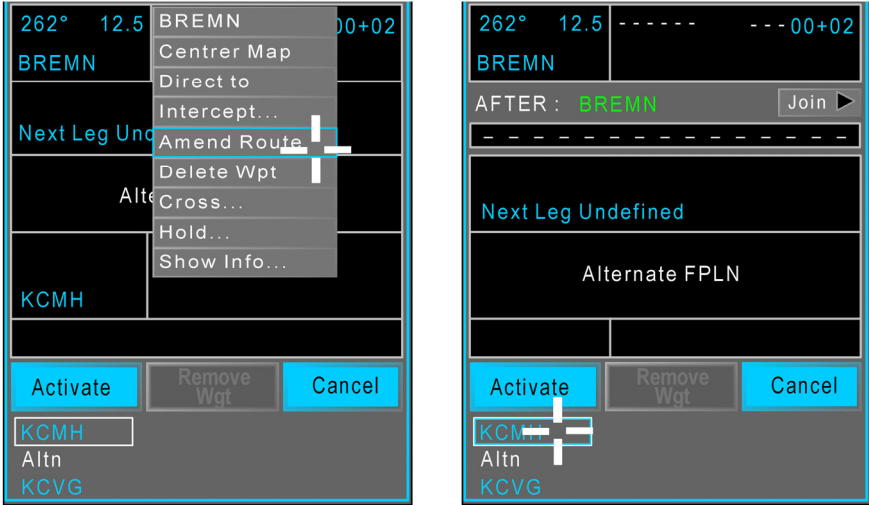 262° 12.5
BREMN
BREMN
Centrer Map
Direct to
Intercept...
Amend Route
Delete Wpt
Cross...
Hold...
Show Info...
00+02
Next Leg Und
Alte
KCMH
Activate
Remove
Wgt
Cancel
KCMH
Altn
KCVG
262° 12.5 ------ ---00+02
BREMN
AFTER : BREMN Join
---------------
Next Leg Undefined
Alternate FPLN
Activate
Remove
Wgt
Cancel
KCMH
Altn
KCVG